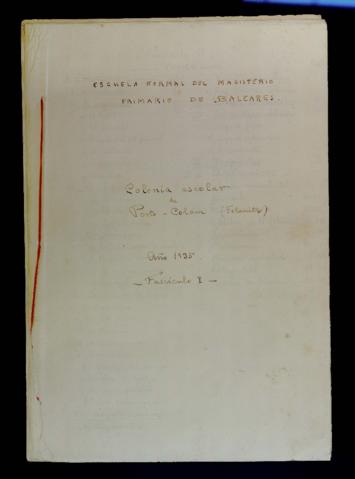 ESCUELA NORMAL DEL MAGISTERIO
PRIMARIO DE BALEARES.
Colonia escolar
de
Porto-Colom (Felanitx)
Año 1935
- Fascículo I -